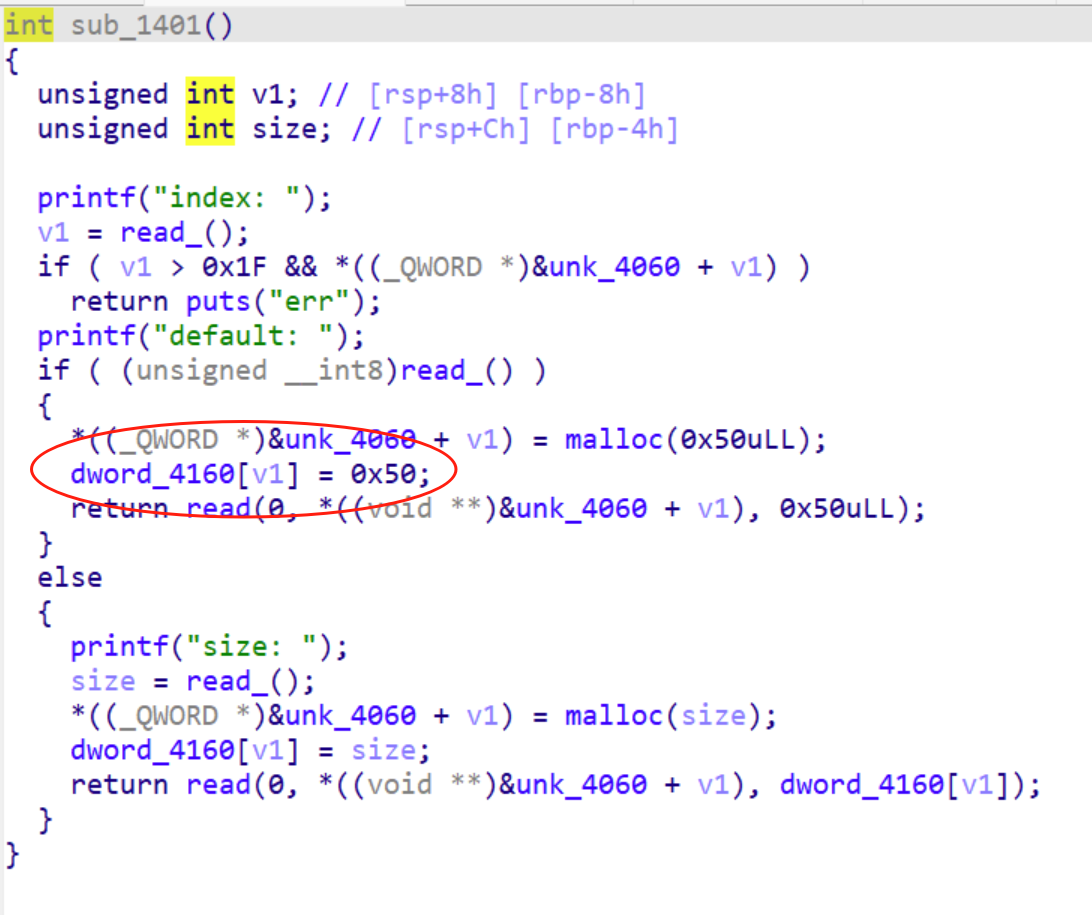 int sub_1401()
{
  unsigned int v1; // [rsp+8h] [rbp-8h]
  unsigned int size; // [rsp+Ch] [rbp-4h]
  printf("index: ");
  v1 = read_();
  if ( v1 > 0x1F && *((_QWORD *)&unk_4060 + v1) )
    return puts("err");
  printf("default: ");
  if ( (unsigned __int8)read_() )
  {
    *((_QWORD *)&unk_4060 + v1) = malloc(0x50uLL);
    dword_4160[v1] = 0x50;
    return read(0, *((void **)&unk_4060 + v1), 0x50uLL);
  }
  else
  {
    printf("size: ");
    size = read_();
    *((_QWORD *)&unk_4060 + v1) = malloc(size);
    dword_4160[v1] = size;
    return read(0, *((void **)&unk_4060 + v1), dword_4160[v1]);
  }
}